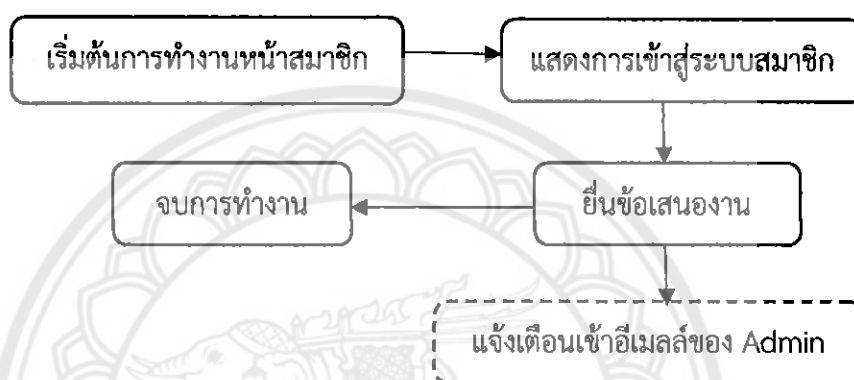 เริ่มต้นการทำงานหน้าสมาชิก
แสดงการเข้าสู่ระบบสมาชิก
ยื่นข้อเสนองาน
จบการทำงาน
แจ้งเตือนเข้าอีเมลล์ของ Admin